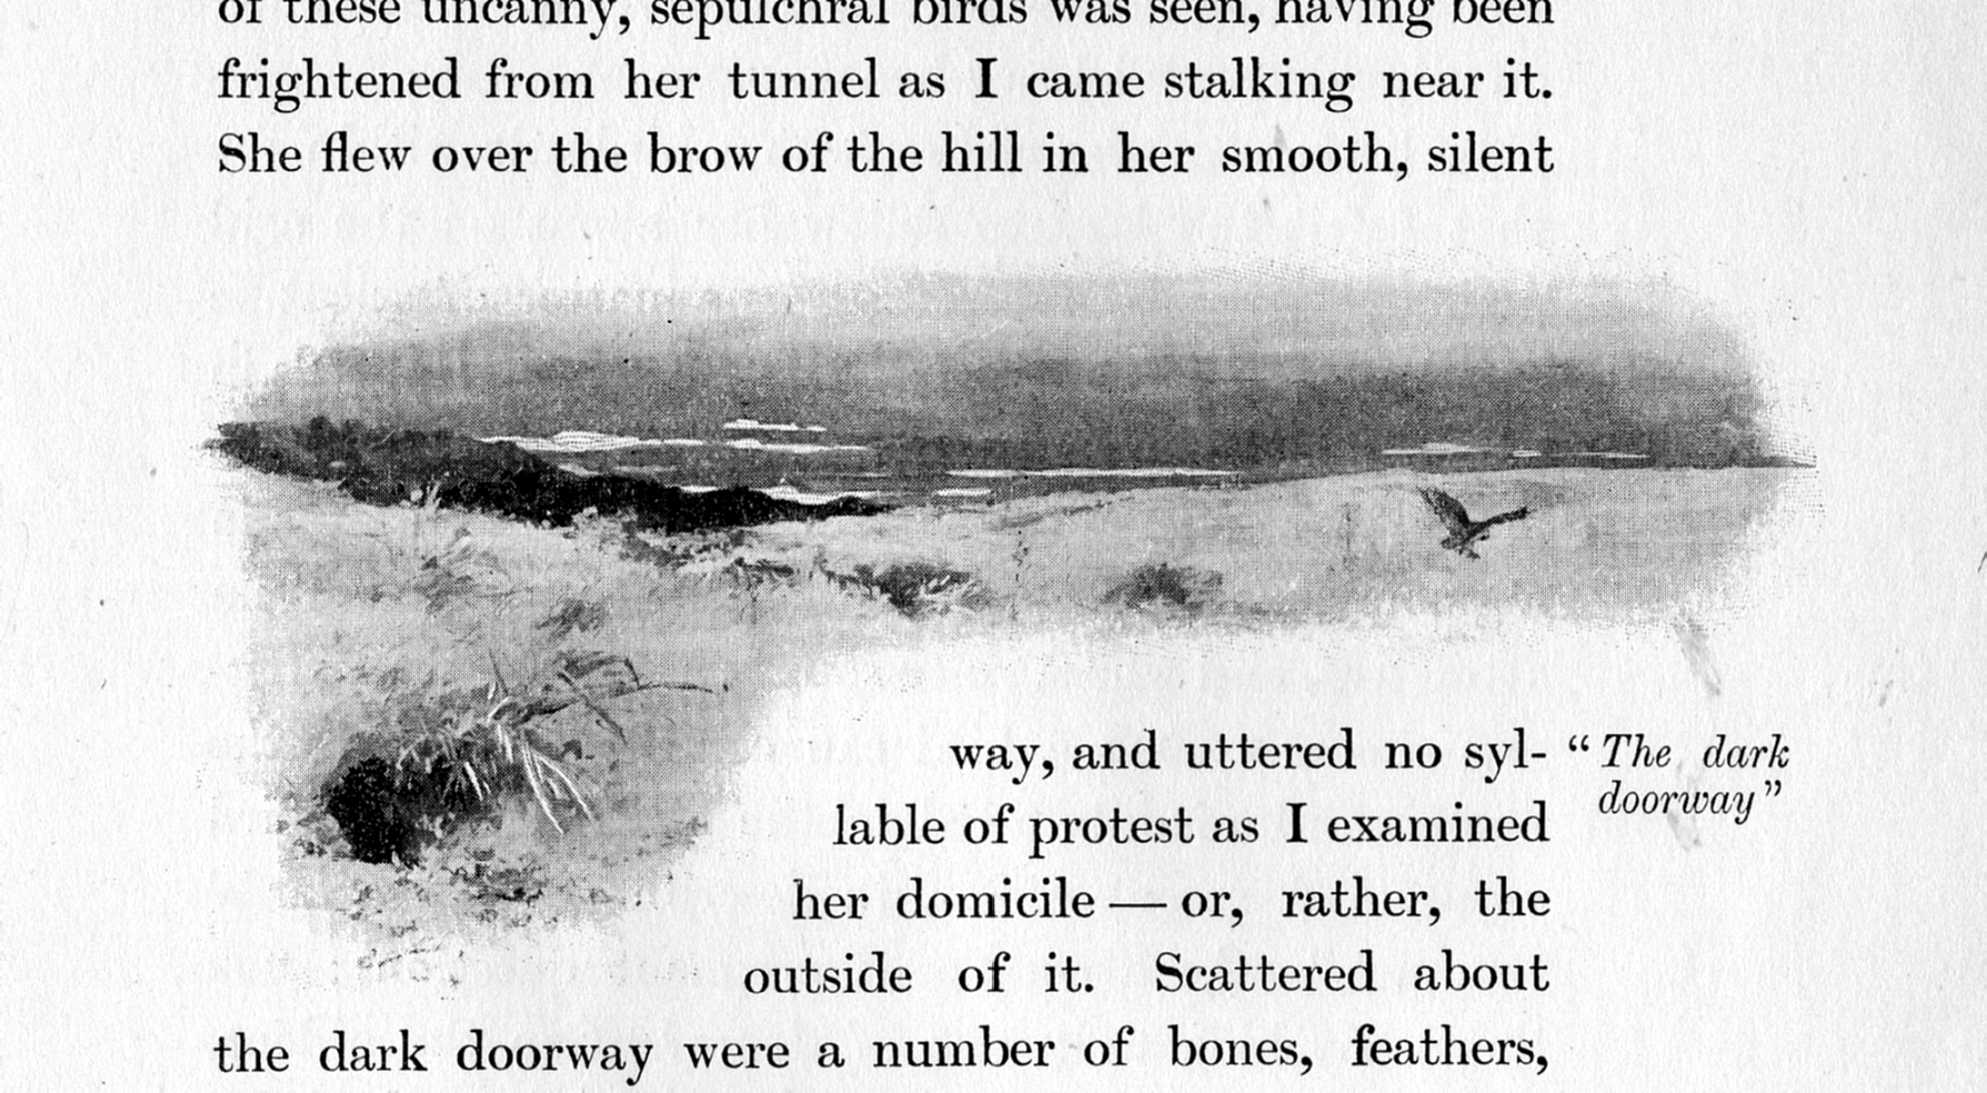 of these uncanny, sepulchral birds was seen, having been
frightened from her tunnel as I came stalking near it.
She flew over the brow of the hill in her smooth, silent
way, and uttered no syl-
lable of protest as I examined
her domicile — or, rather, the
outside of it. Scattered about
the dark doorway were a number of bones, feathers,
“The dark
doorway”